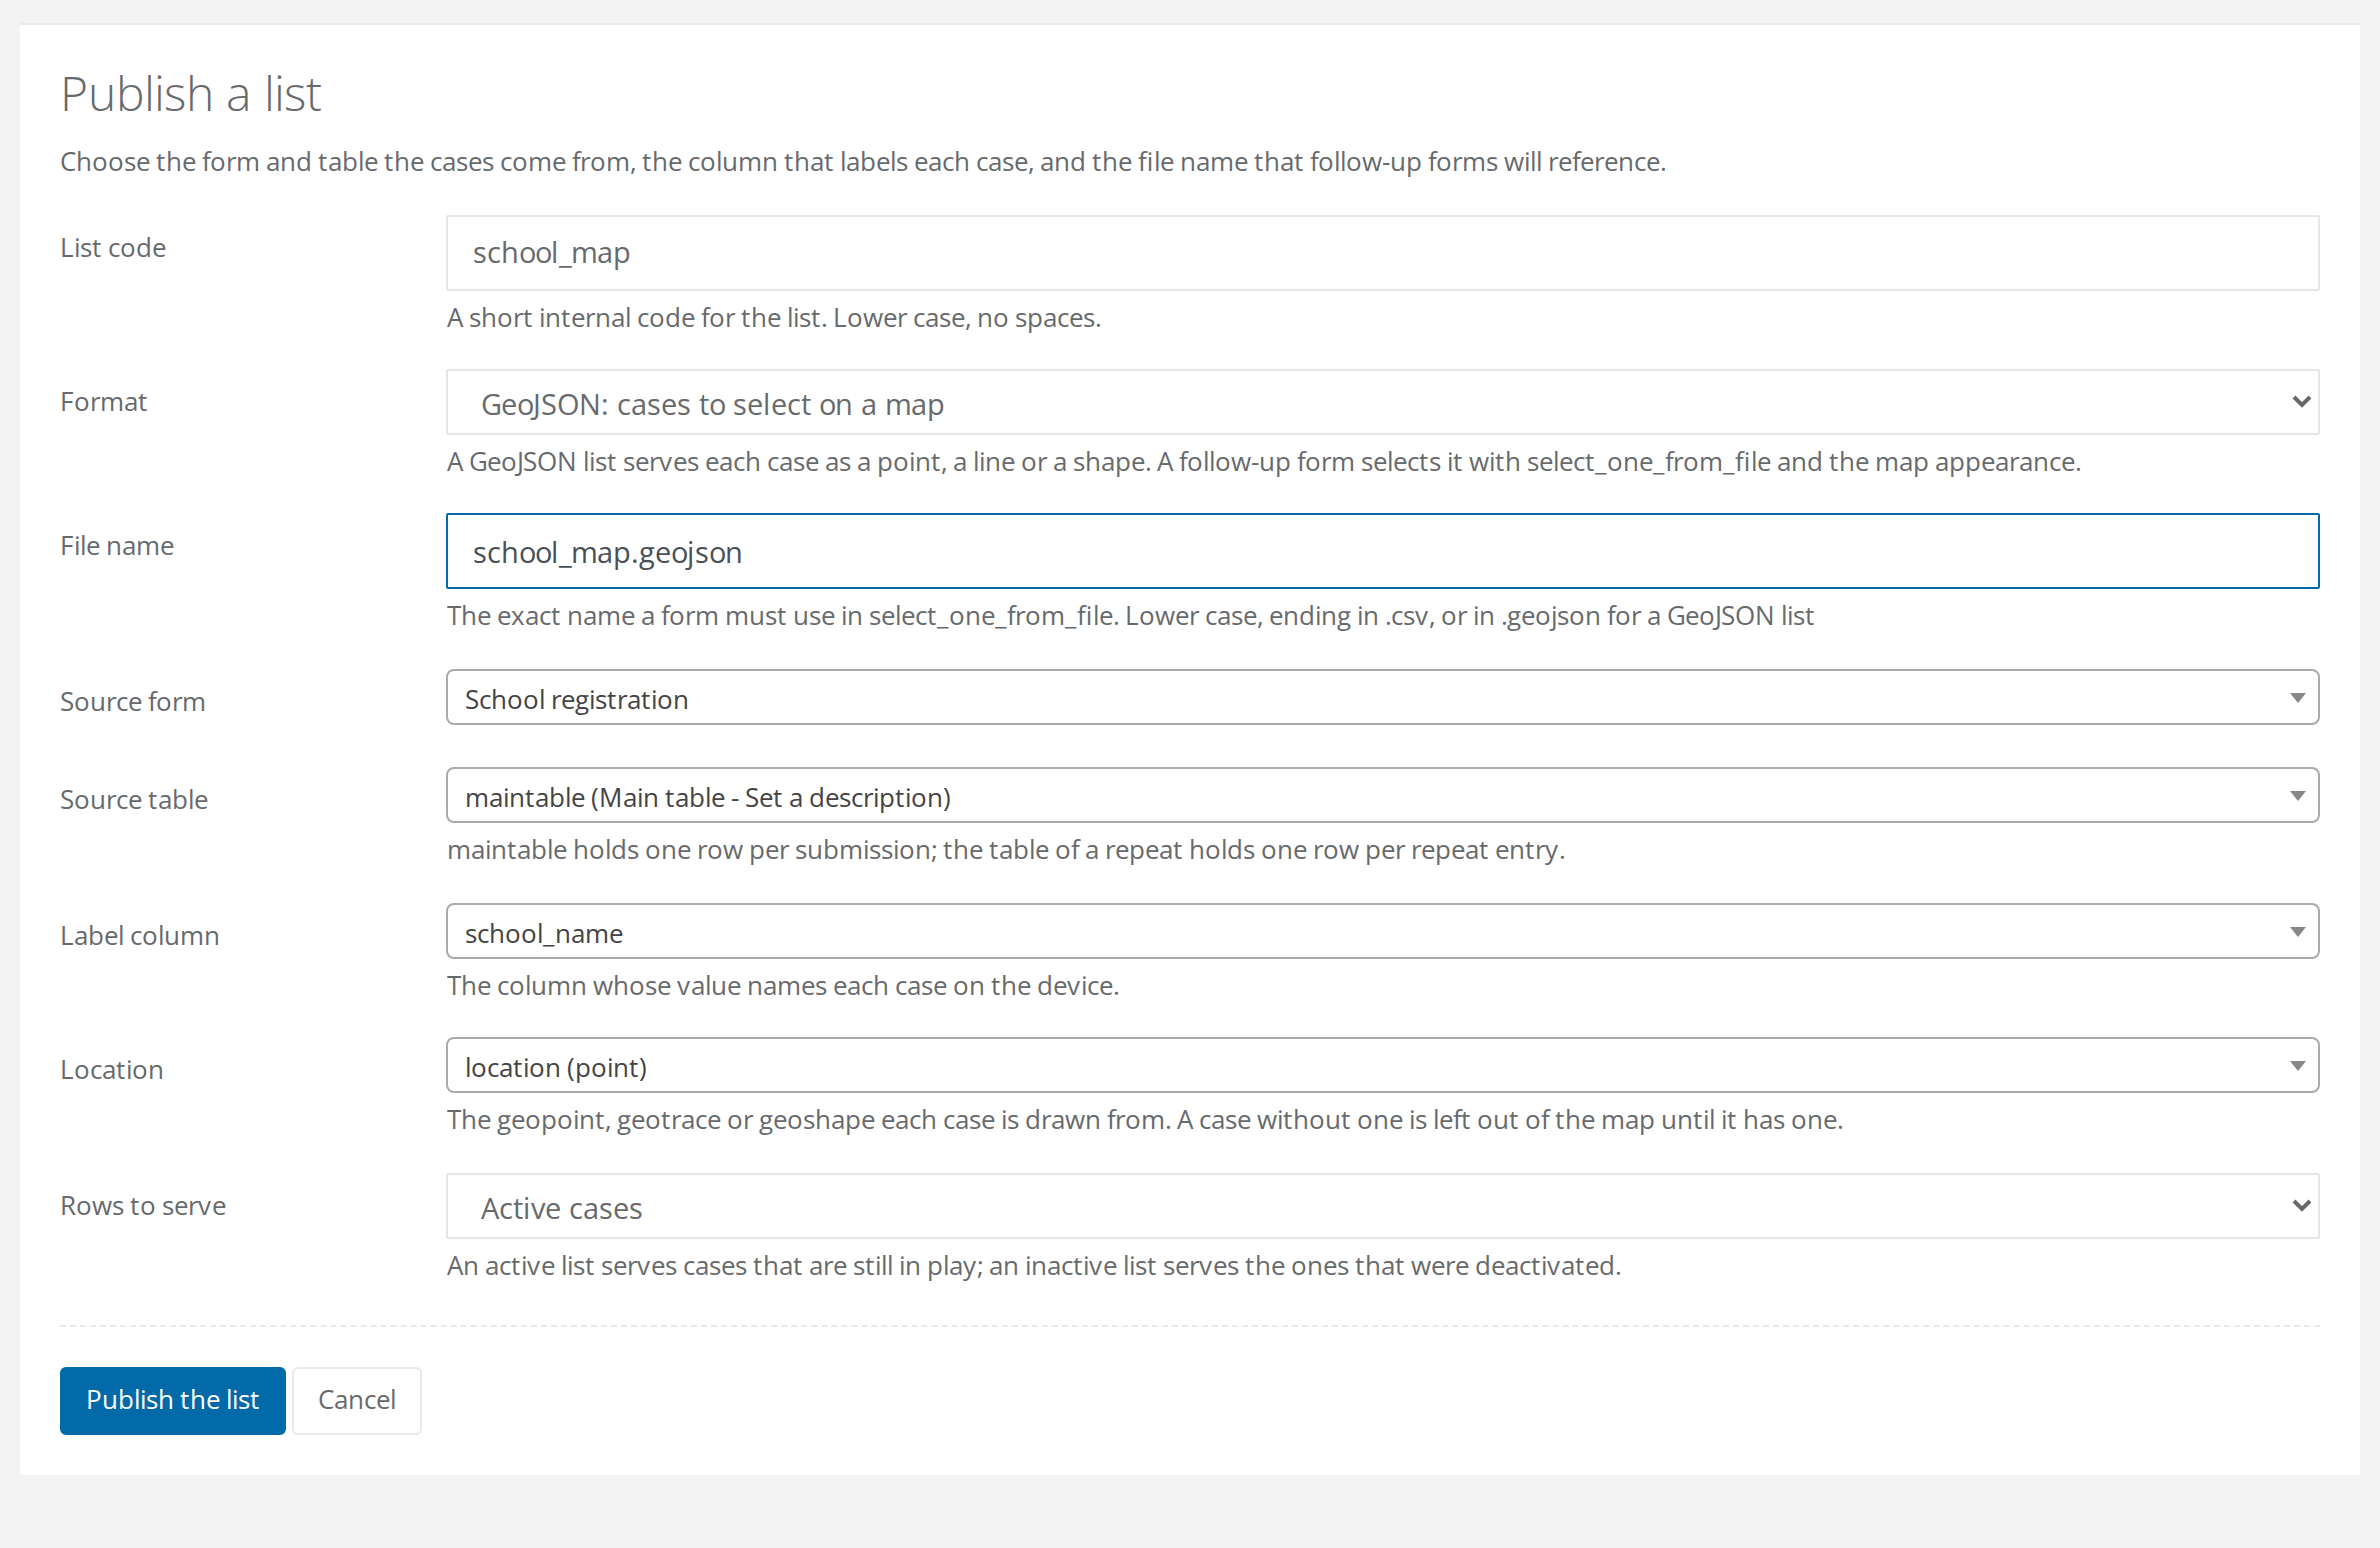 Publish a list
Choose the form and table the cases come from, the column that labels each case, and the file name that follow-up forms will reference.
List code
school_map
A short internal code for the list. Lower case, no spaces.
Format
GeoJSON: cases to select on a map
A GeoJSON list serves each case as a point, a line or a shape. A follow-up form selects it with select_one_from_file and the map appearance.
File name
school_map.geojson
The exact name a form must use in select_one_from_file. Lower case, ending in .csv, or in .geojson for a GeoJSON list
Source form
School registration
Source table
maintable (Main table - Set a description)
maintable holds one row per submission; the table of a repeat holds one row per repeat entry.
Label column
school_name
The column whose value names each case on the device.
Location
location (point)
The geopoint, geotrace or geoshape each case is drawn from. A case without one is left out of the map until it has one.
Rows to serve
Active cases
An active list serves cases that are still in play; an inactive list serves the ones that were deactivated.
Publish the list
Cancel